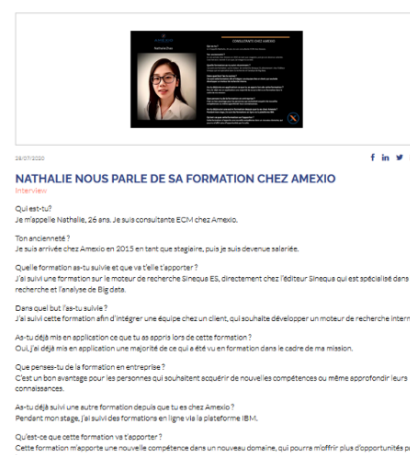 28/07/2020
f in
NATHALIE NOUS PARLE DE SA FORMATION CHEZ AMEXIO
Interview
Qui est-tu?
Je m'appelle Nathalie, 26 ans. Je suis consultante ECM chez Amexio.
Ton ancienneté ?
Je suis arrivée chez Amexio en 2015 en tant que stagiaire, puis je suis devenue salariée.
Quelle formation as-tu suivie et que va t'elle t'apporter ?
J'ai suivi une formation sur le moteur de recherche Sinequa ES, directement chez l'éditeur Sinequa qui est spécialisé dans
recherche et l'analyse de Big data.
Dans quel but l'as-tu suivie ?
J'ai suivi cette formation afin d'intégrer une équipe chez un client, qui souhaite développer un moteur de recherche intern
As-tu déjà mis en application ce que tu as appris lors de cette formation ?
Oui, j'ai déjà mis en application une majorité de ce qui a été vu en formation dans le cadre de ma mission.
Que penses-tu de la formation en entreprise ?
C'est un bon avantage pour les personnes qui souhaitent acquérir de nouvelles compétences ou même approfondir leurs
connaissances.
As-tu déjà suivi une autre formation depuis que tu es chez Amexio ?
Pendant mon stage, j'ai suivi des formations en ligne via la plateforme IBM.
Qu'est-ce que cette formation va t'apporter ?
Cette formation m'apporte une nouvelle compétence dans un nouveau domaine, qui pourra m'offrir plus d'opportunités po